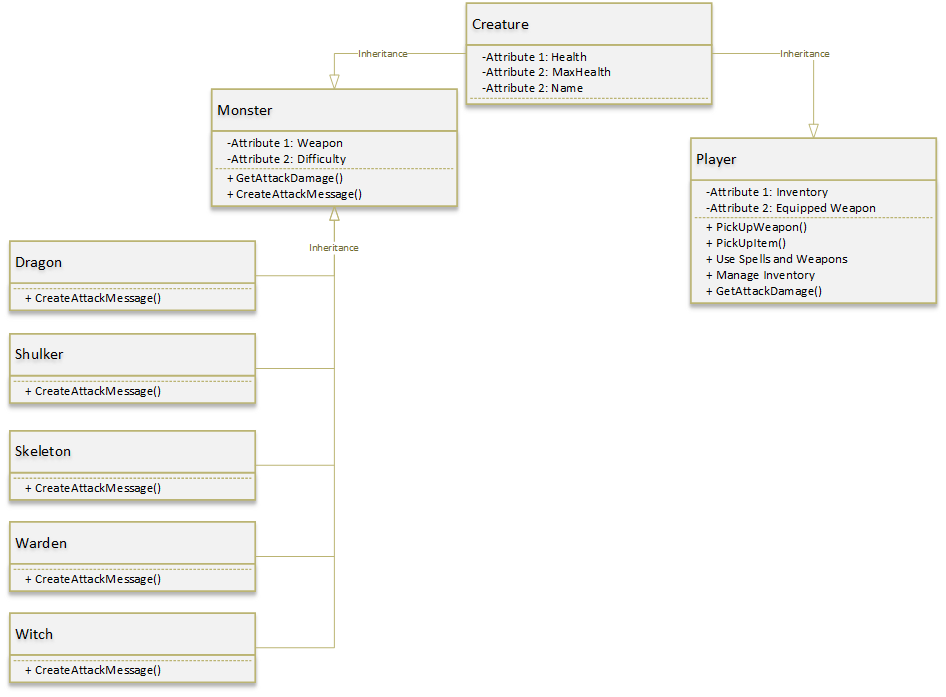 Creature
-Attribute 1: Health
-Attribute 2: MaxHealth
-Attribute 2: Name
Inheritance
Inheritance
Monster
-Attribute 1: Weapon
-Attribute 2: Difficulty
+ GetAttackDamage()
+ CreateAttackMessage()
Player
-Attribute 1: Inventory
-Attribute 2: Equipped Weapon
+ PickUpWeapon()
+ PickUpItem()
+ Use Spells and Weapons
+ Manage Inventory
+ GetAttackDamage()
Inheritance
Dragon
+ CreateAttackMessage()
Shulker
+ CreateAttackMessage()
Skeleton
+ CreateAttackMessage()
Warden
+ CreateAttackMessage()
Witch
+ CreateAttackMessage()